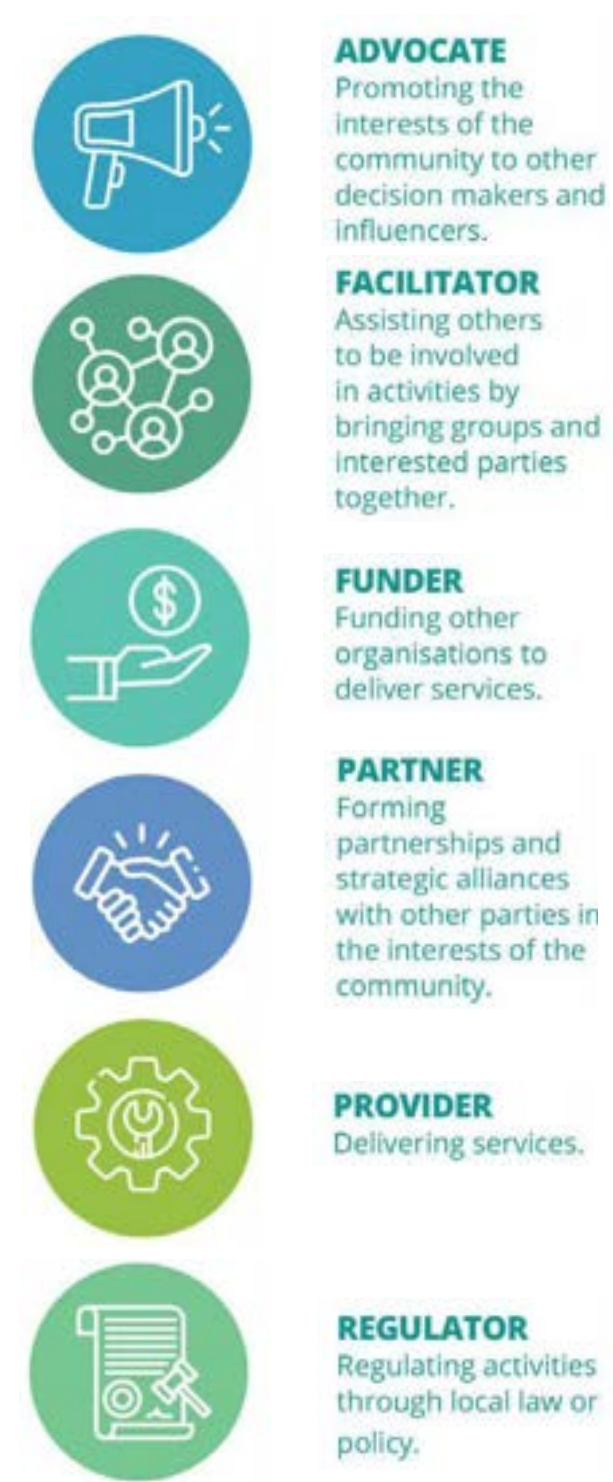 ADVOCATE
Promoting the
interests of the
community to other
decision makers and
influencers.
FACILITATOR
Assisting others
to be involved
in activities by
bringing groups and
interested parties
together.
$
FUNDER
Funding other
organisations to
deliver services.
PARTNER
Forming
partnerships and
strategic alliances
with other parties in
the interests of the
community.
PROVIDER
Delivering services.
REGULATOR
Regulating activities
through local law or
policy.